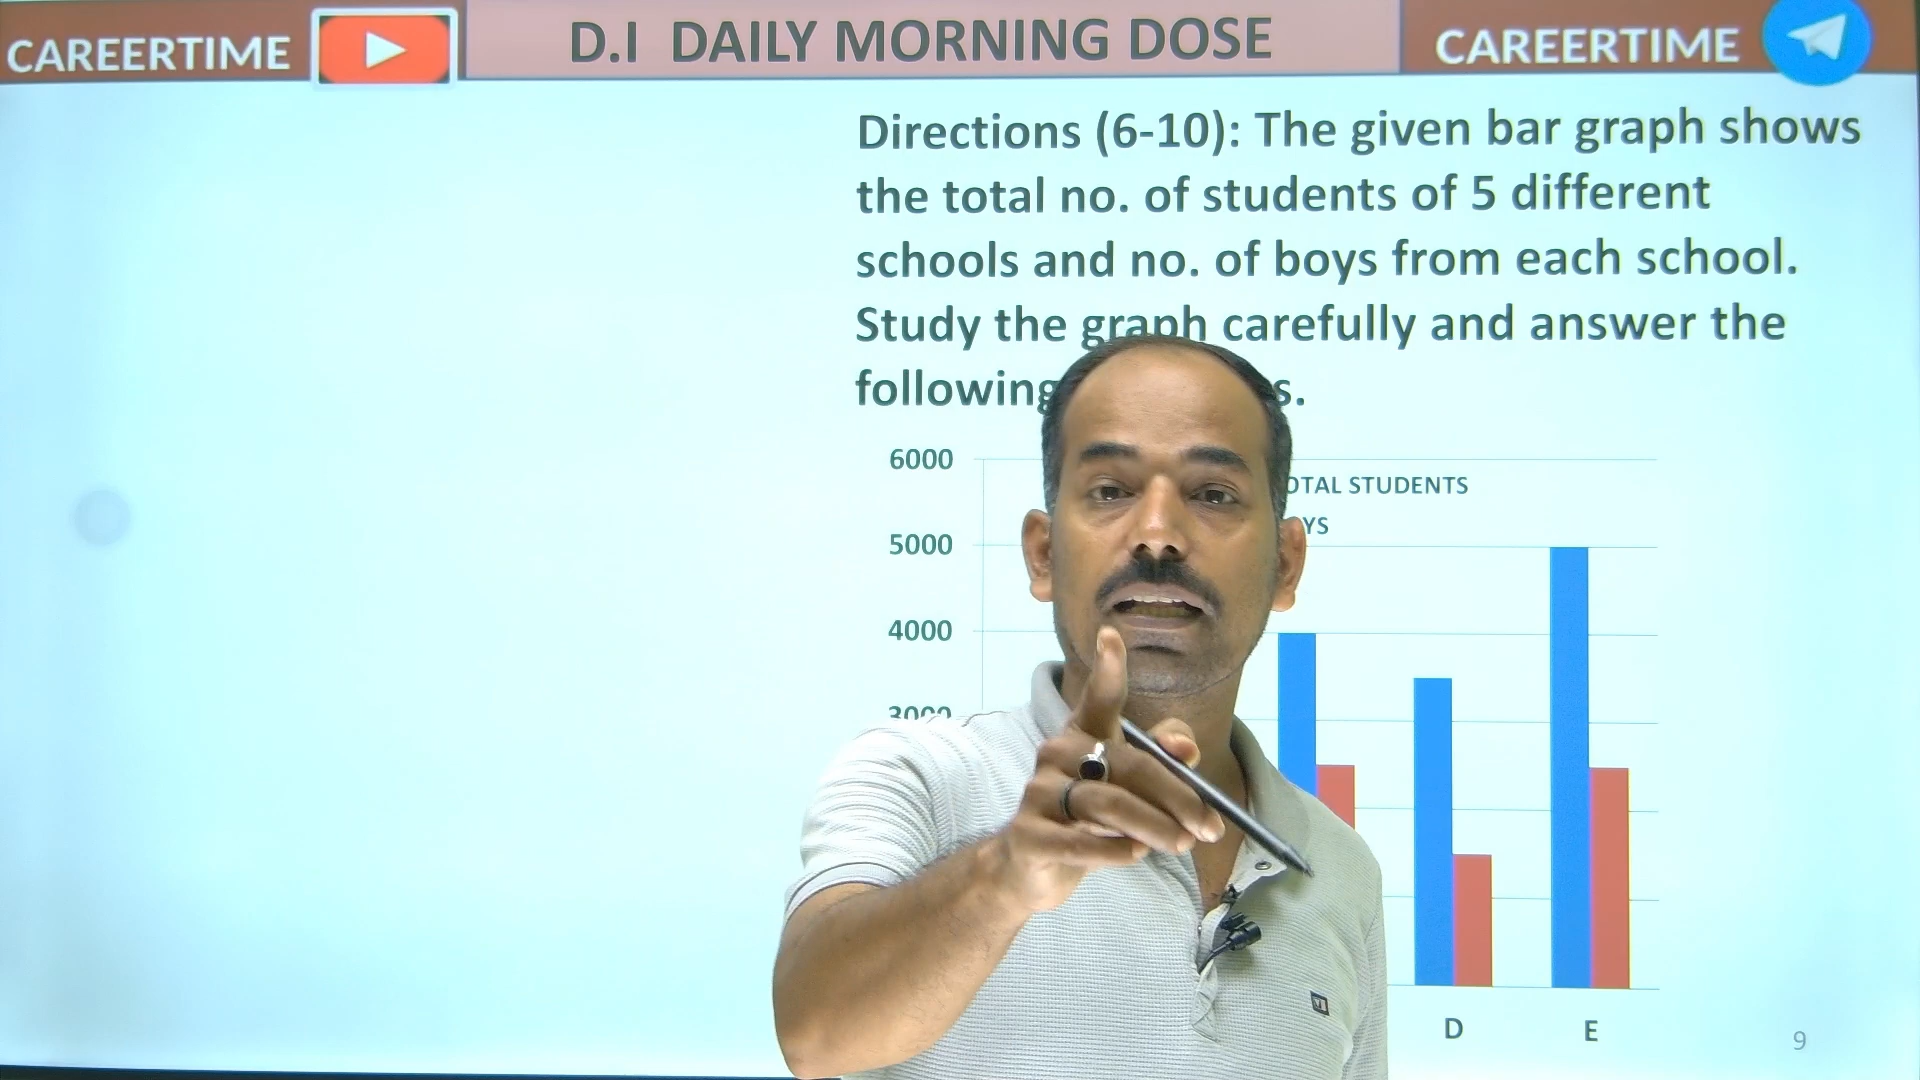 CAREERTIME
D.I DAILY MORNING DOSE
CAREERTIME
Directions (6-10): The given bar graph shows
the total no. of students of 5 different
schools and no. of boys from each school.
Study the graph carefully and answer the
following
6000
STUDENTS
5000
4000
3000
D
E
9